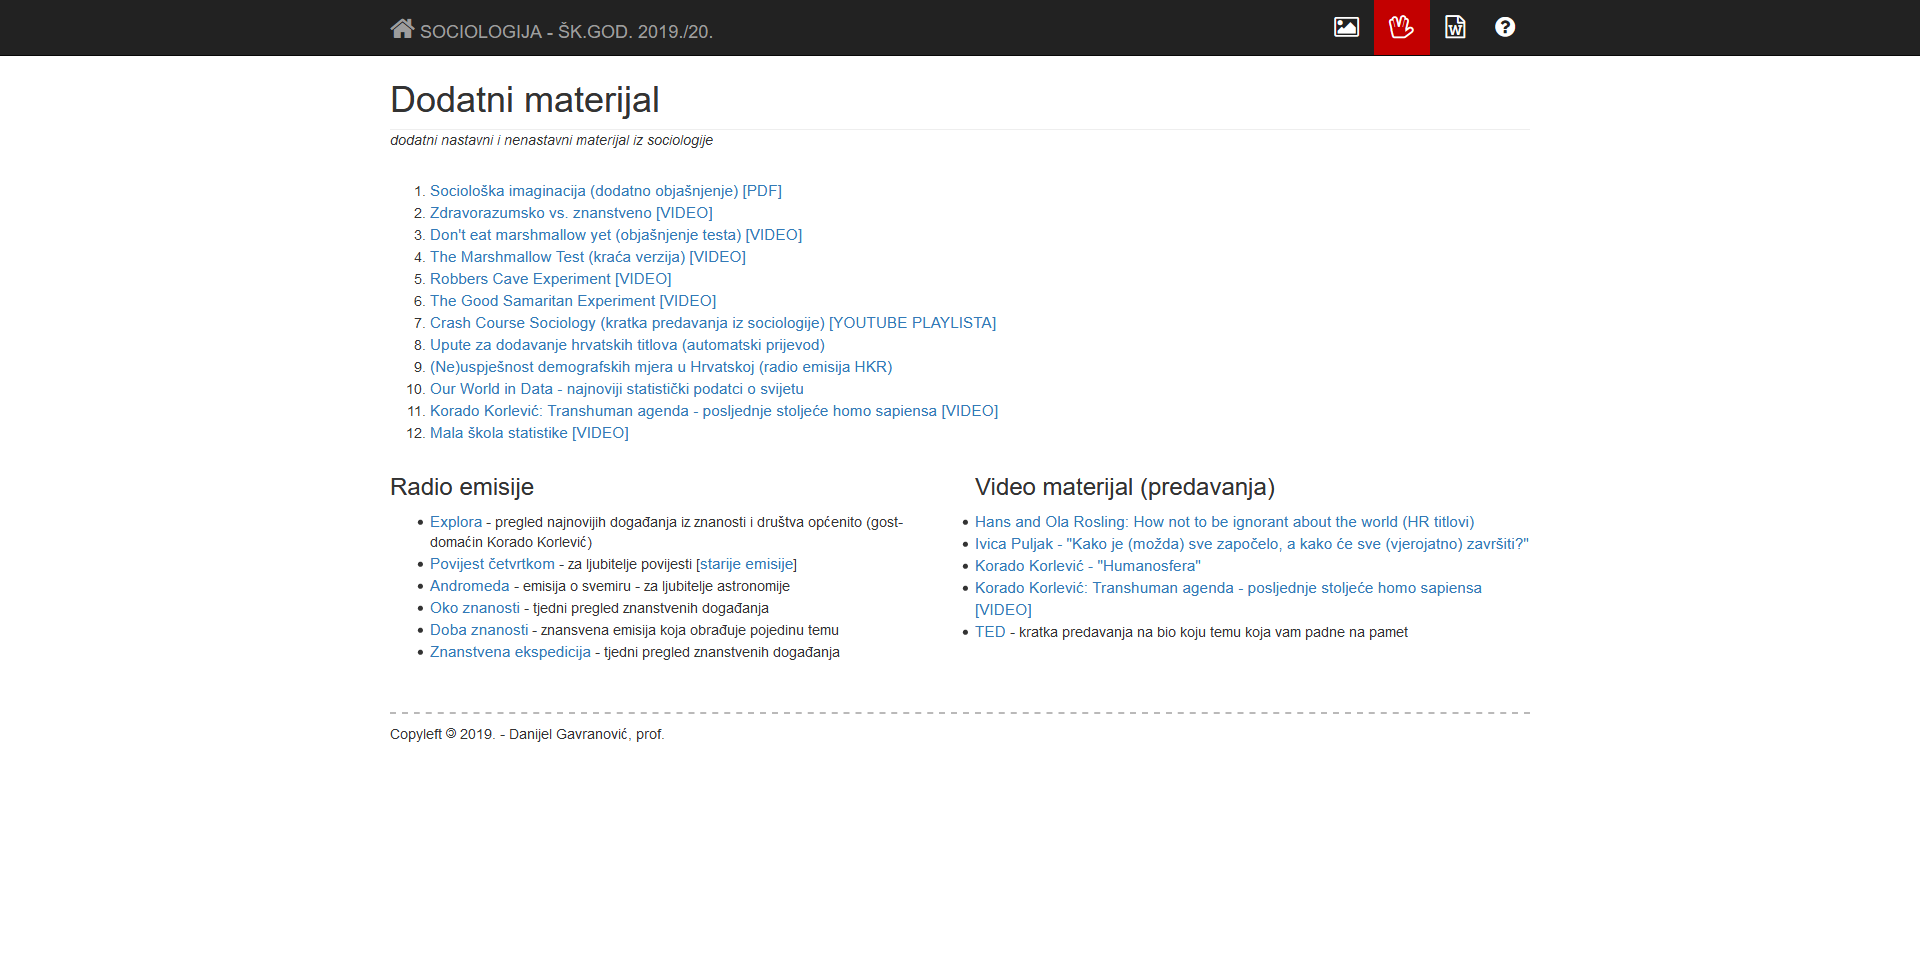 SOCIOLOGIJA - ŠK.GOD. 2019./20.
Dodatni materijal
dodatni nastavni i nenastavni materijal iz sociologije
1. Sociološka imaginacija (dodatno objašnjenje) [PDF]
2. Zdravorazumsko vs. znanstveno [VIDEO]
3. Don't eat marshmallow yet (objašnjenje testa) [VIDEO]
4. The Marshmallow Test (kraća verzija) [VIDEO]
5. Robbers Cave Experiment [VIDEO]
6. The Good Samaritan Experiment [VIDEO]
7. Crash Course Sociology (kratka predavanja iz sociologije) [YOUTUBE PLAYLISTA]
8. Upute za dodavanje hrvatskih titlova (automatski prijevod)
9. (Ne)uspješnost demografskih mjera u Hrvatskoj (radio emisija HKR)
10. Our World in Data - najnoviji statistički podatci o svijetu
11. Korado Korlević: Transhuman agenda - posljednje stoljeće homo sapiensa [VIDEO]
12. Mala škola statistike [VIDEO]
Radio emisije
• Explora - pregled najnovijih događanja iz znanosti i društva općenito (gost-
domaćin Korado Korlević)
• Povijest četvrtkom - za ljubitelje povijesti [starije emisije]
• Andromeda - emisija o svemiru - za ljubitelje astronomije
• Oko znanosti - tjedni pregled znanstvenih događanja
• Doba znanosti - znansvena emisija koja obrađuje pojedinu temu
• Znanstvena ekspedicija - tjedni pregled znanstvenih događanja
Video materijal (predavanja)
• Hans and Ola Rosling: How not to be ignorant about the world (HR titlovi)
• Ivica Puljak - "Kako je (možda) sve započelo, a kako će sve (vjerojatno) završiti?"
• Korado Korlević - "Humanosfera"
• Korado Korlević: Transhuman agenda - posljednje stoljeće homo sapiensa
[VIDEO]
• TED - kratka predavanja na bio koju temu koja vam padne na pamet
Copyleft 🄯 2019. - Danijel Gavranović, prof.